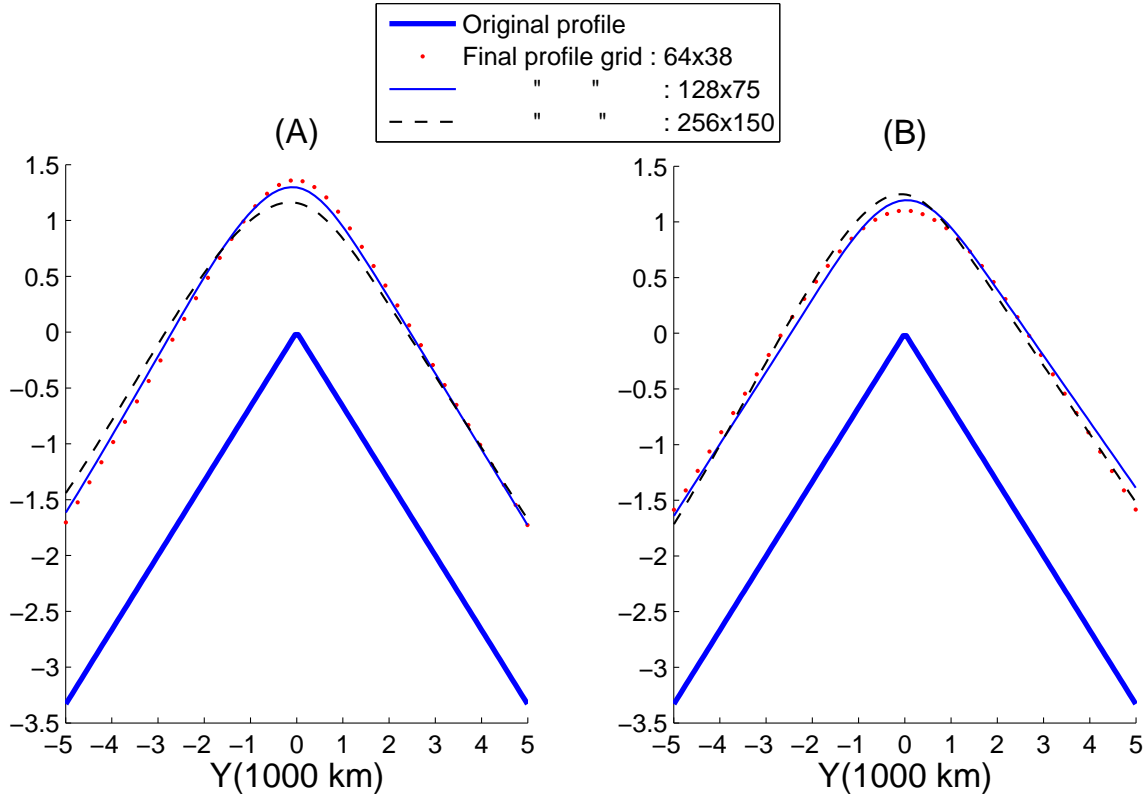 Original profile
Final profile grid : 64x38
" " : 128x75
" " : 256x150
(A)
1.5
1
0.5
0
−0.5
−1
−1.5
−2
−2.5
−3
−3.5
−5 −4 −3 −2 −1 0 1 2 3 4 5
Y(1000 km)
(B)
1.5
1
0.5
0
−0.5
−1
−1.5
−2
−2.5
−3
−3.5
−5 −4 −3 −2 −1 0 1 2 3 4 5
Y(1000 km)